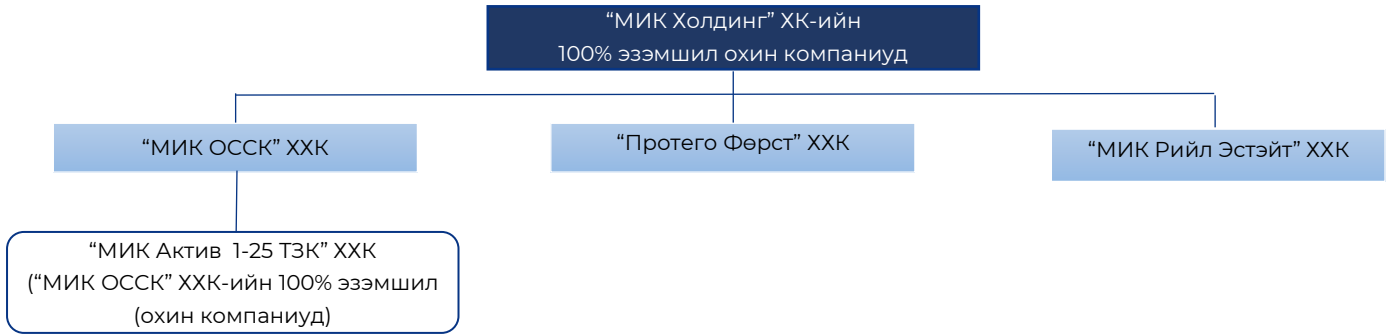 “МИК Холдинг” ХК-ийн
100% эзэмшил охин компаниуд
“МИК ОССК” ХХК
“Протего Фөрст” ХХК
“МИК Рийл Эстэйт” ХХК
“МИК Актив 1-25 ТЗК” ХХК
(“МИК ОССК” ХХК-ийн 100% эзэмшил
(охин компаниуд)